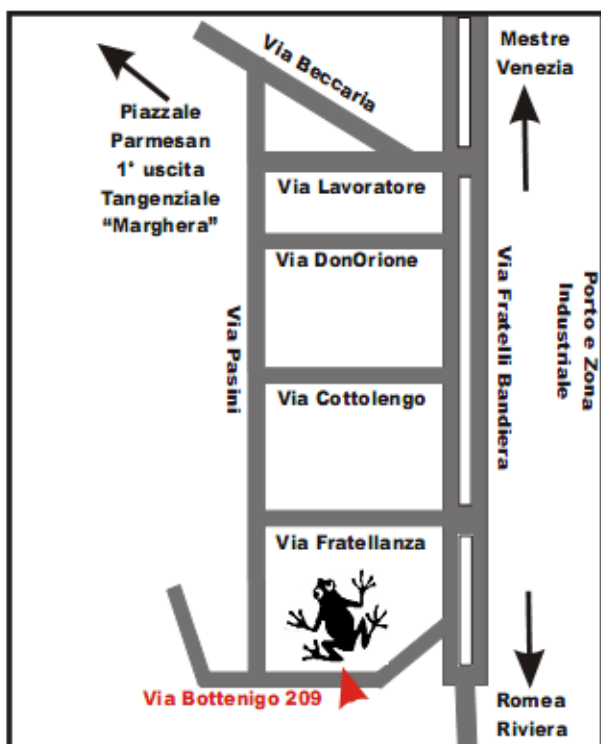 Via Beccaria
Mestre
Venezia
Piazzale
Parmesan
1° uscita
Tangenziale
“Marghera”
Via Lavoratore
Via DonOrione
Via Pasini
Via Fratelli Bandiera
Porto e Zona
Industriale
Via Cottolengo
Via Fratellanza
Via Bottenigo 209
Romea
Riviera